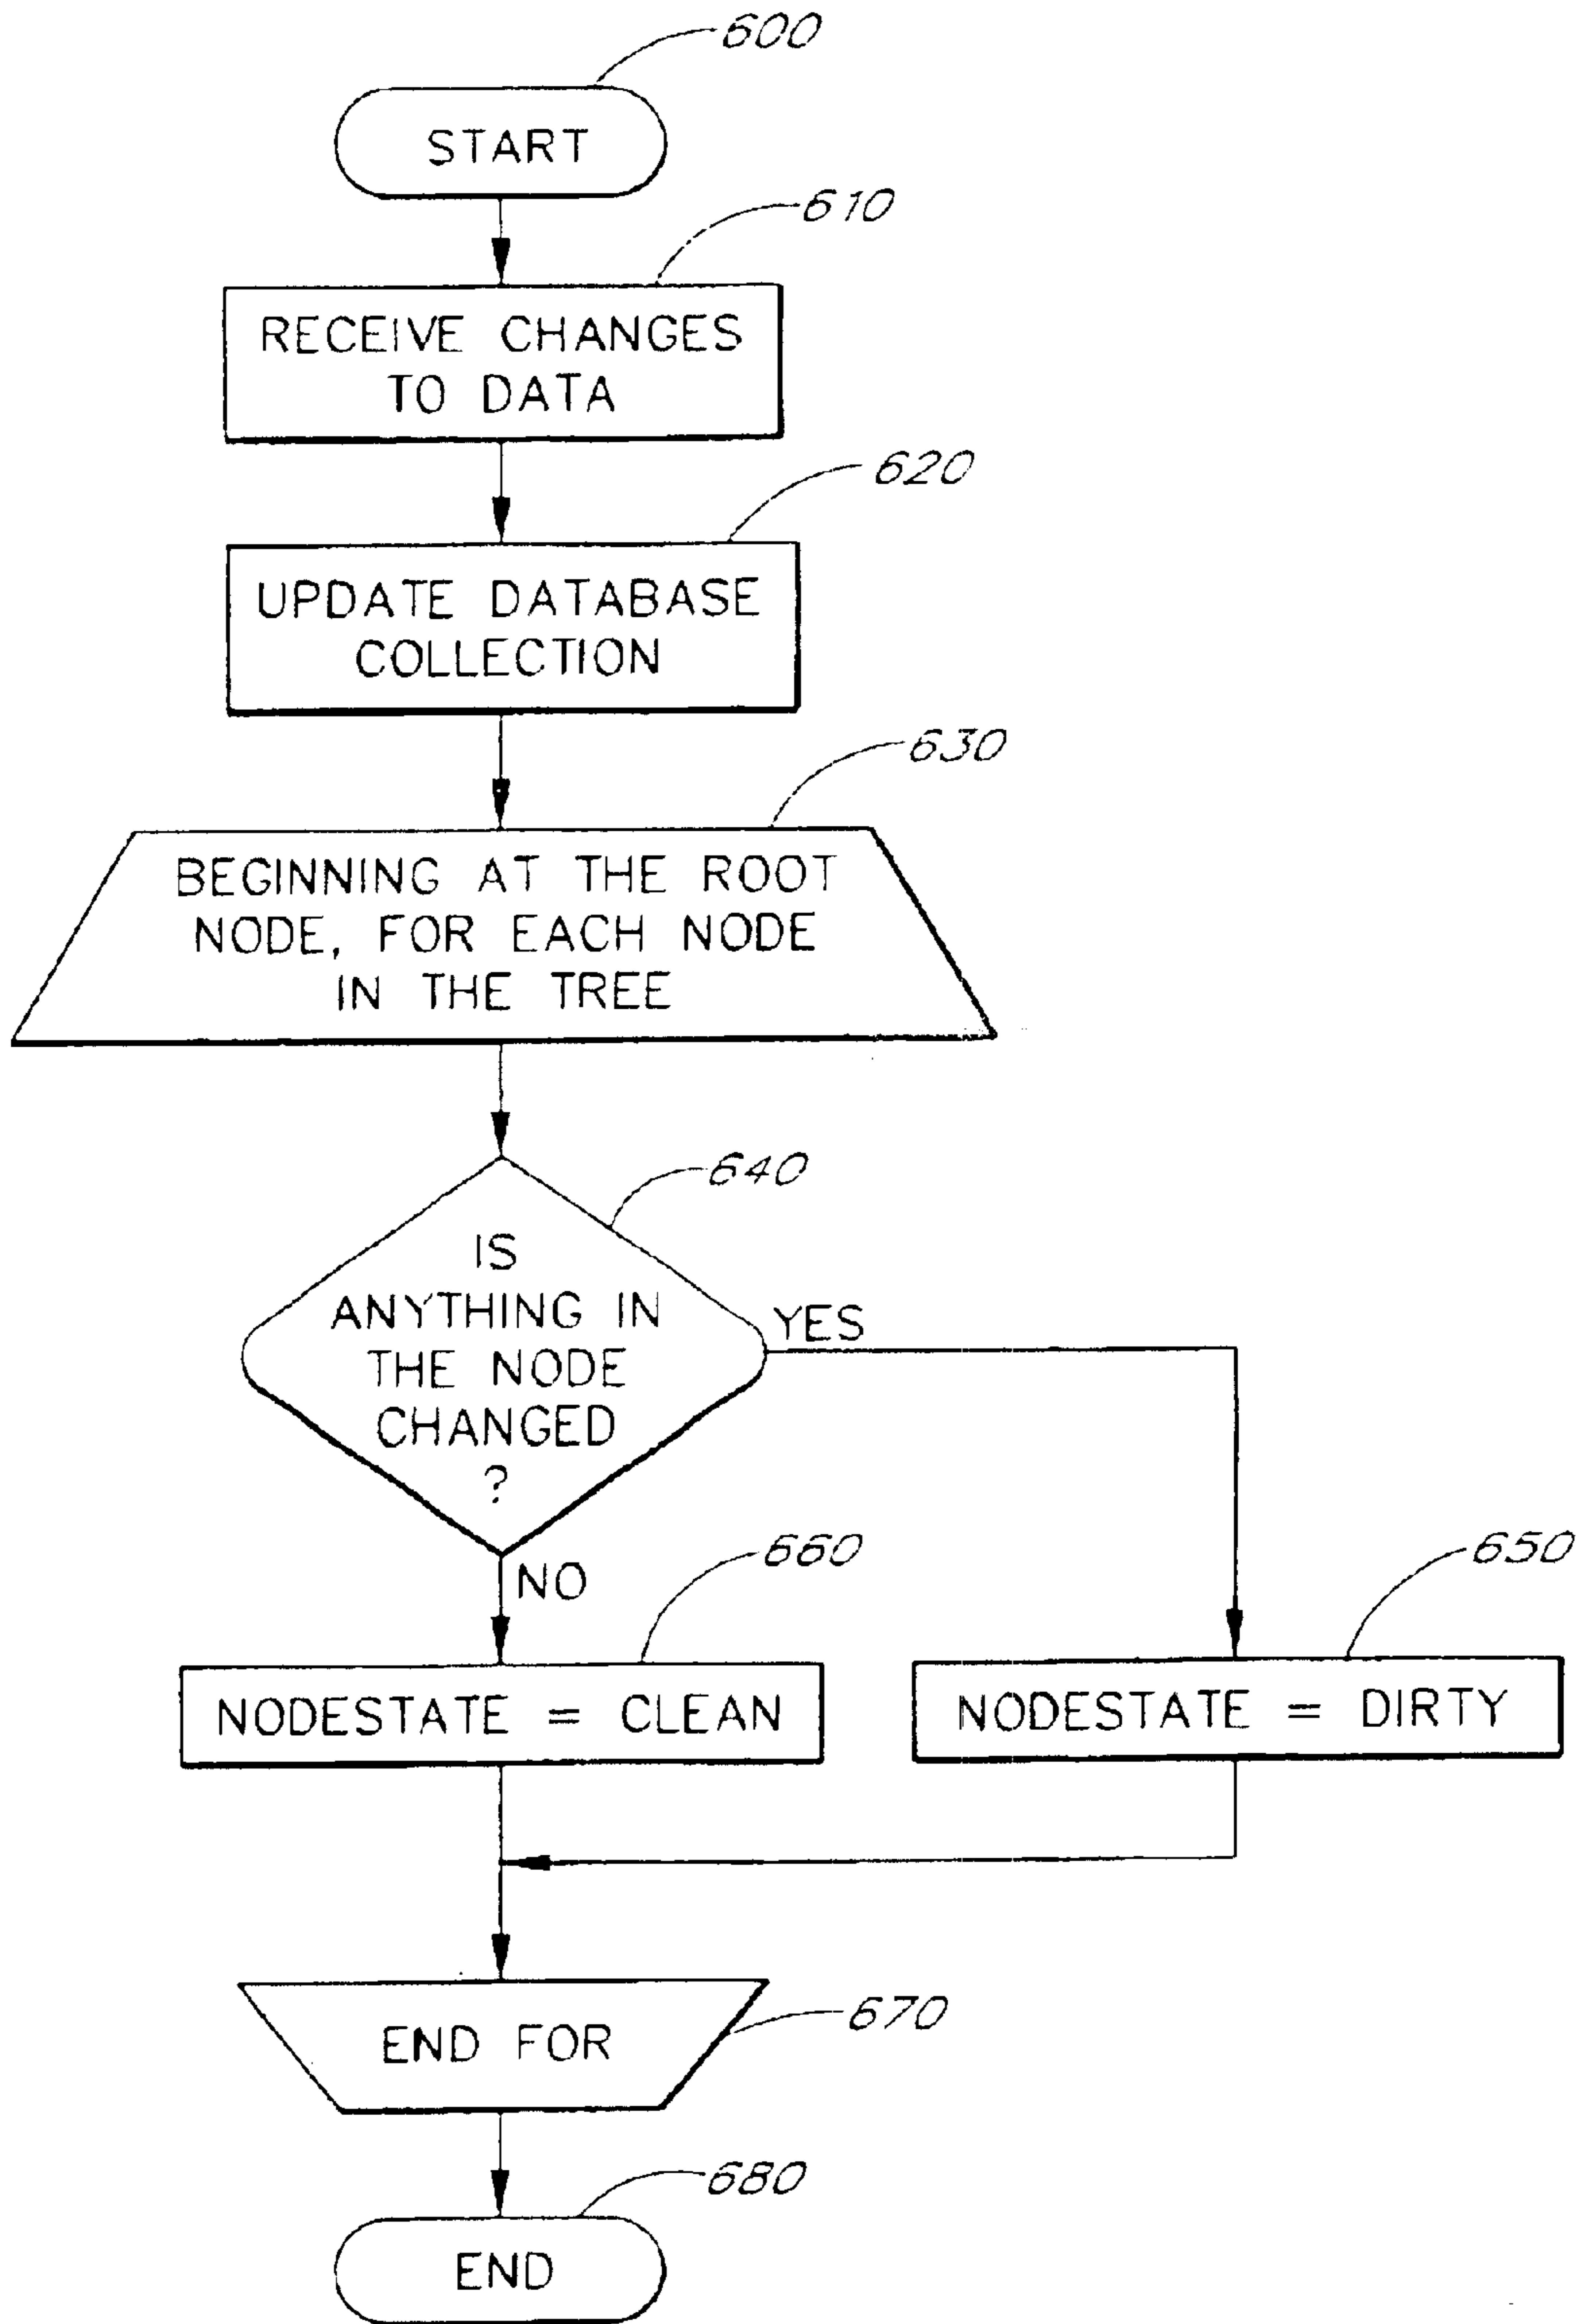 600
START
610
RECEIVE CHANGES
TO DATA
620
UPDATE DATABASE
COLLECTION
630
BEGINNING AT THE ROOT
NODE, FOR EACH NODE
IN THE TREE
640
IS
ANYTHING IN
THE NODE
CHANGED
?
YES
NO
660
650
NODESTATE = CLEAN
NODESTATE = DIRTY
670
END FOR
680
END